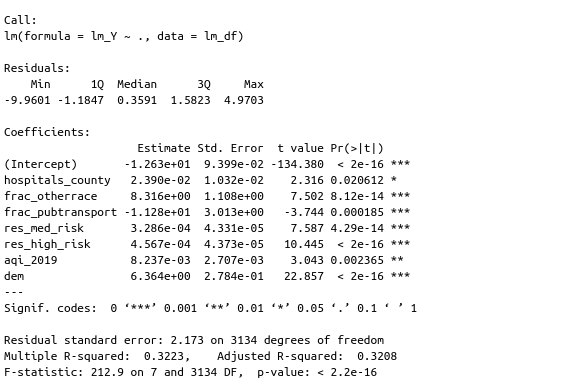 Call:
lm(formula = lm_Y ~ ., data = lm_df)
Residuals:
Min 1Q Median 3Q Max
-9.9601 -1.1847 0.3591 1.5823 4.9703
Coefficients:
Estimate Std. Error t value Pr(>|t|)
(Intercept) -1.263e+01 9.399e-02 -134.380 < 2e-16 ***
hospitals_county 2.390e-02 1.032e-02 2.316 0.020612 *
frac_otherrace 8.316e+00 1.108e+00 7.502 8.12e-14 ***
frac_pubtransport -1.128e+01 3.013e+00 -3.744 0.000185 ***
res_med_risk 3.286e-04 4.331e-05 7.587 4.29e-14 ***
res_high_risk 4.567e-04 4.373e-05 10.445 < 2e-16 ***
aqi_2019 8.237e-03 2.707e-03 3.043 0.002365 **
dem 6.364e+00 2.784e-01 22.857 < 2e-16 ***
---
Signif. codes: 0 ‘***’ 0.001 ‘**’ 0.01 ‘*’ 0.05 ‘.’ 0.1 ‘ ’ 1
Residual standard error: 2.173 on 3134 degrees of freedom
Multiple R-squared: 0.3223, Adjusted R-squared: 0.3208
F-statistic: 212.9 on 7 and 3134 DF, p-value: < 2.2e-16